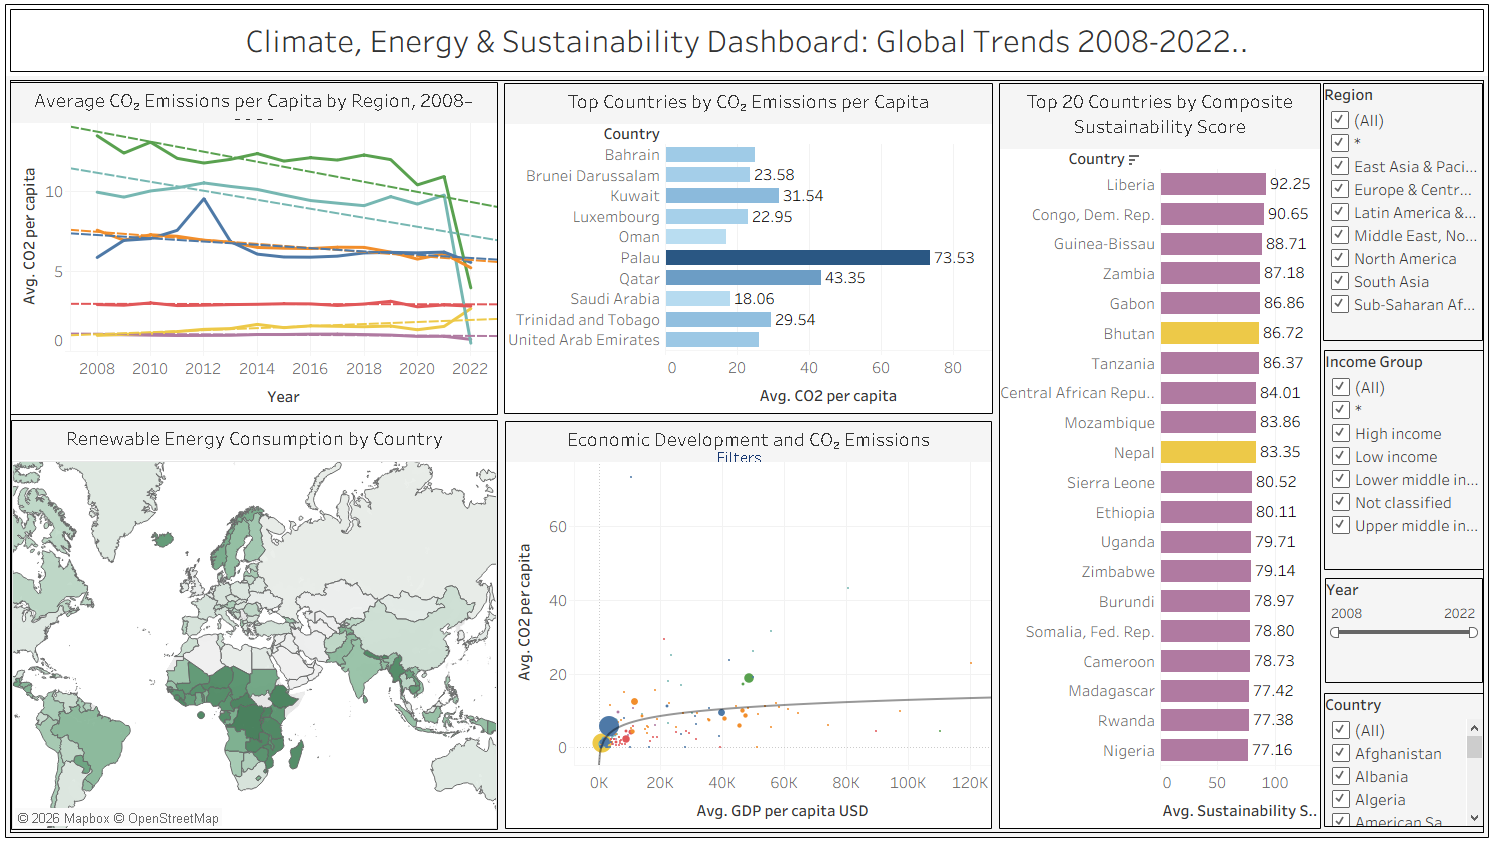 Climate, Energy & Sustainability Dashboard: Global Trends 2008-2022..
Average CO₂ Emissions per Capita by Region, 2008–
Avg. CO2 per capita
10
5
0
2008
2010
2012
2014
2016
2018
2020
2022
Year
Top Countries by CO₂ Emissions per Capita
Country
Bahrain
Brunei Darussalam 23.58
Kuwait 31.54
Luxembourg 22.95
Oman
Palau 73.53
Qatar 43.35
Saudi Arabia 18.06
Trinidad and Tobago 29.54
United Arab Emirates
0
20
40
60
80
Avg. CO2 per capita
Top 20 Countries by Composite
Sustainability Score
Country
Liberia 92.25
Congo, Dem. Rep. 90.65
Guinea-Bissau 88.71
Zambia 87.18
Gabon 86.86
Bhutan 86.72
Tanzania 86.37
Central African Repu.. 84.01
Mozambique 83.86
Nepal 83.35
Sierra Leone 80.52
Ethiopia 80.11
Uganda 79.71
Zimbabwe 79.14
Burundi 78.97
Somalia, Fed. Rep. 78.80
Cameroon 78.73
Madagascar 77.42
Rwanda 77.38
Nigeria 77.16
0
50
100
Avg. Sustainability S..
Region
(All)
*
East Asia & Paci...
Europe & Centr...
Latin America &...
Middle East, No...
North America
South Asia
Sub-Saharan Af...
Income Group
(All)
*
High income
Low income
Lower middle in...
Not classified
Upper middle in...
Year
2008
2022
Country
(All)
Afghanistan
Albania
Algeria
American Sa
Renewable Energy Consumption by Country
© 2026 Mapbox © OpenStreetMap
Economic Development and CO₂ Emissions
Filters
Avg. CO2 per capita
60
40
20
0
0K
20K
40K
60K
80K
100K
120K
Avg. GDP per capita USD